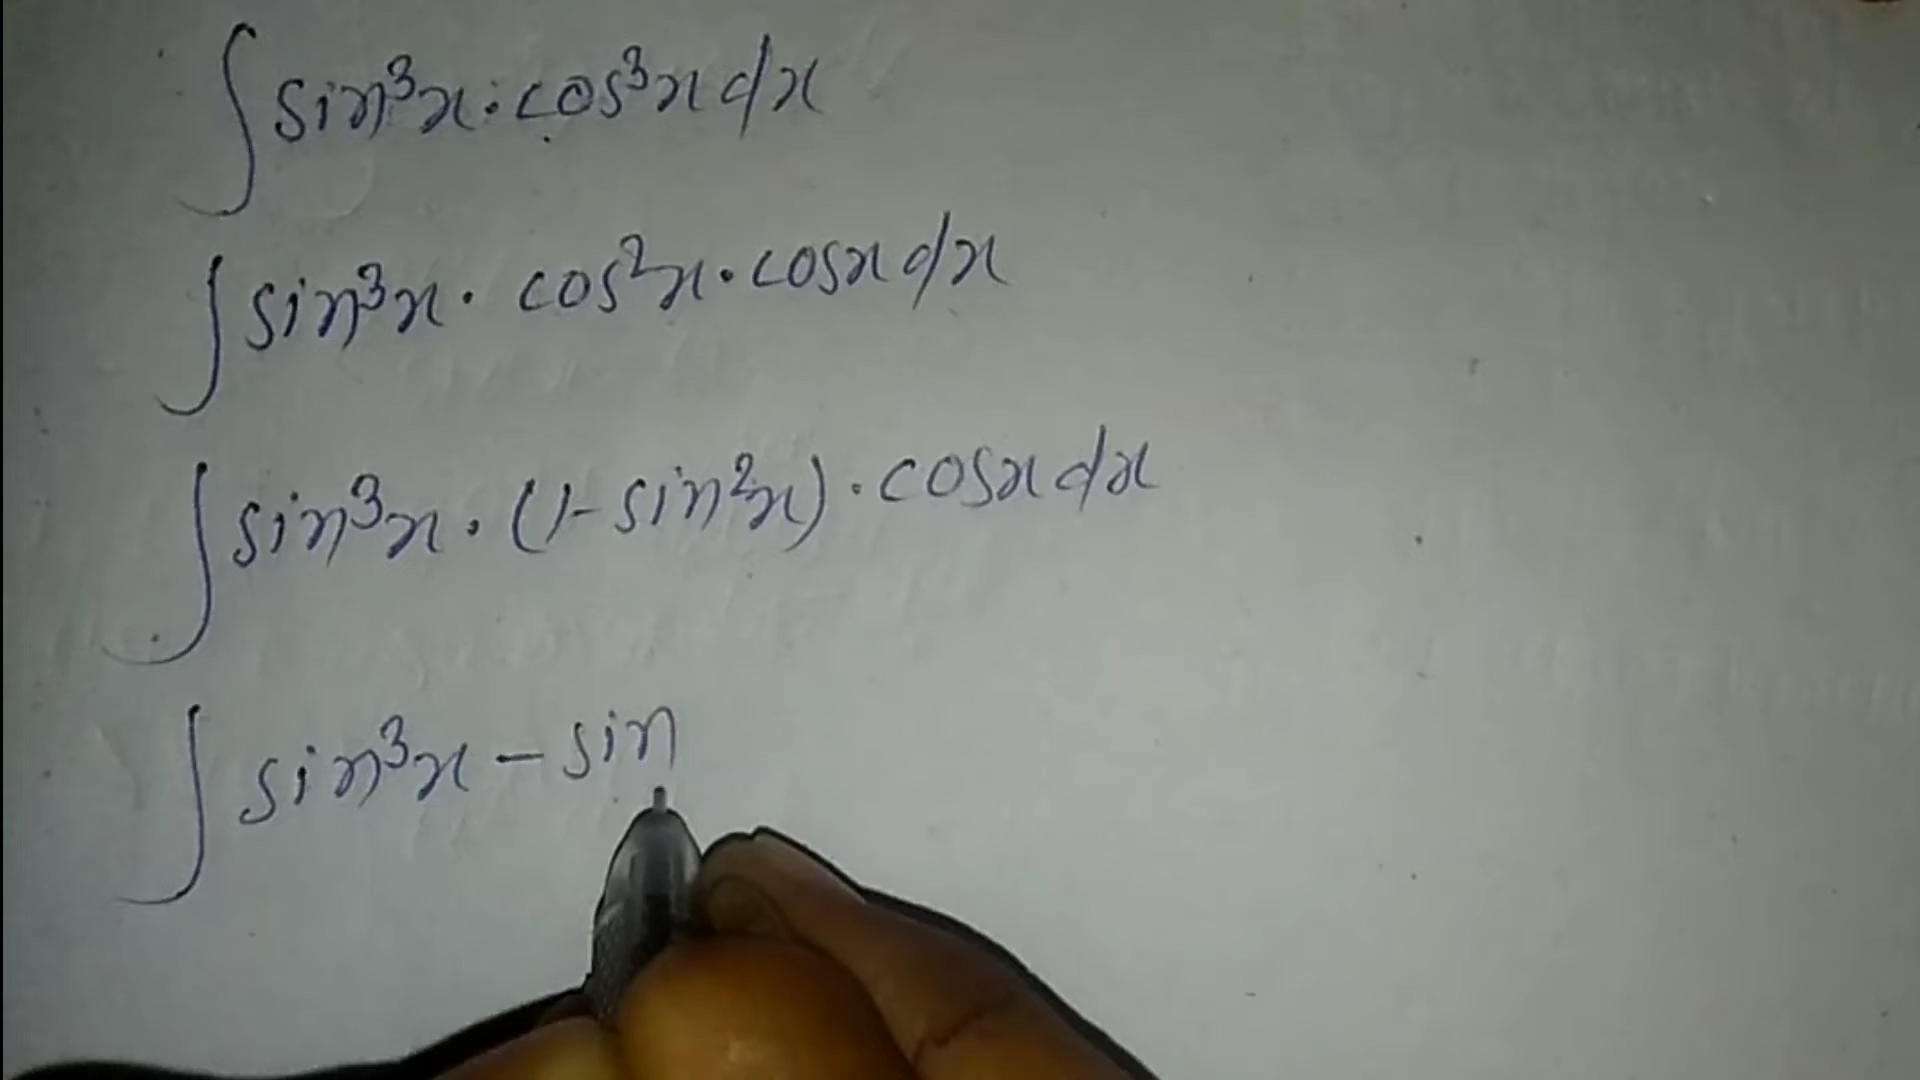 ∫ sin³x · cos³x dx
∫ sin³x · cos²x · cosx dx
∫ sin³x · (1 - sin²x) · cosx dx
∫ sin³x - sin